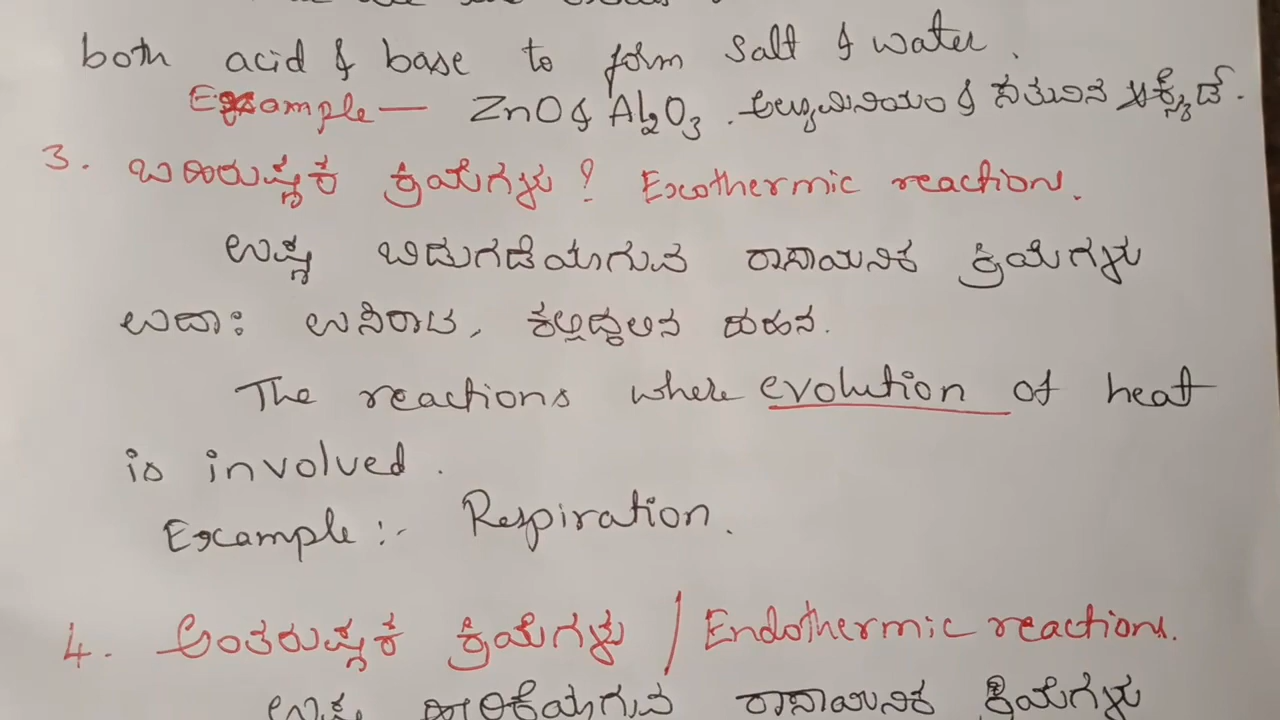 both acid & base to form salt & water.
Example — ZnO & Al2O3. ಅಲ್ಯುಮಿನಿಯಂ & ಸತುವಿನ ಆಕ್ಸೈಡ್.
3. ಬಹಿರುಷ್ಣಕ ಕ್ರಿಯೆಗಳು? Exothermic reactions.
ಉಷ್ಣ ಬಿಡುಗಡೆಯಾಗುವ ರಾಸಾಯನಿಕ ಕ್ರಿಯೆಗಳು
ಉದಾ: ಉಸಿರಾಟ, ಕಲ್ಲಿದ್ದಲಿನ ದಹನ.
The reactions where evolution of heat
is involved.
Example :- Respiration.
4. ಅಂತರುಷ್ಣಕ ಕ್ರಿಯೆಗಳು / Endothermic reactions.
ಉಷ್ಣ ಹೀರಿಕೆಯಾಗುವ ರಾಸಾಯನಿಕ ಕ್ರಿಯೆಗಳು